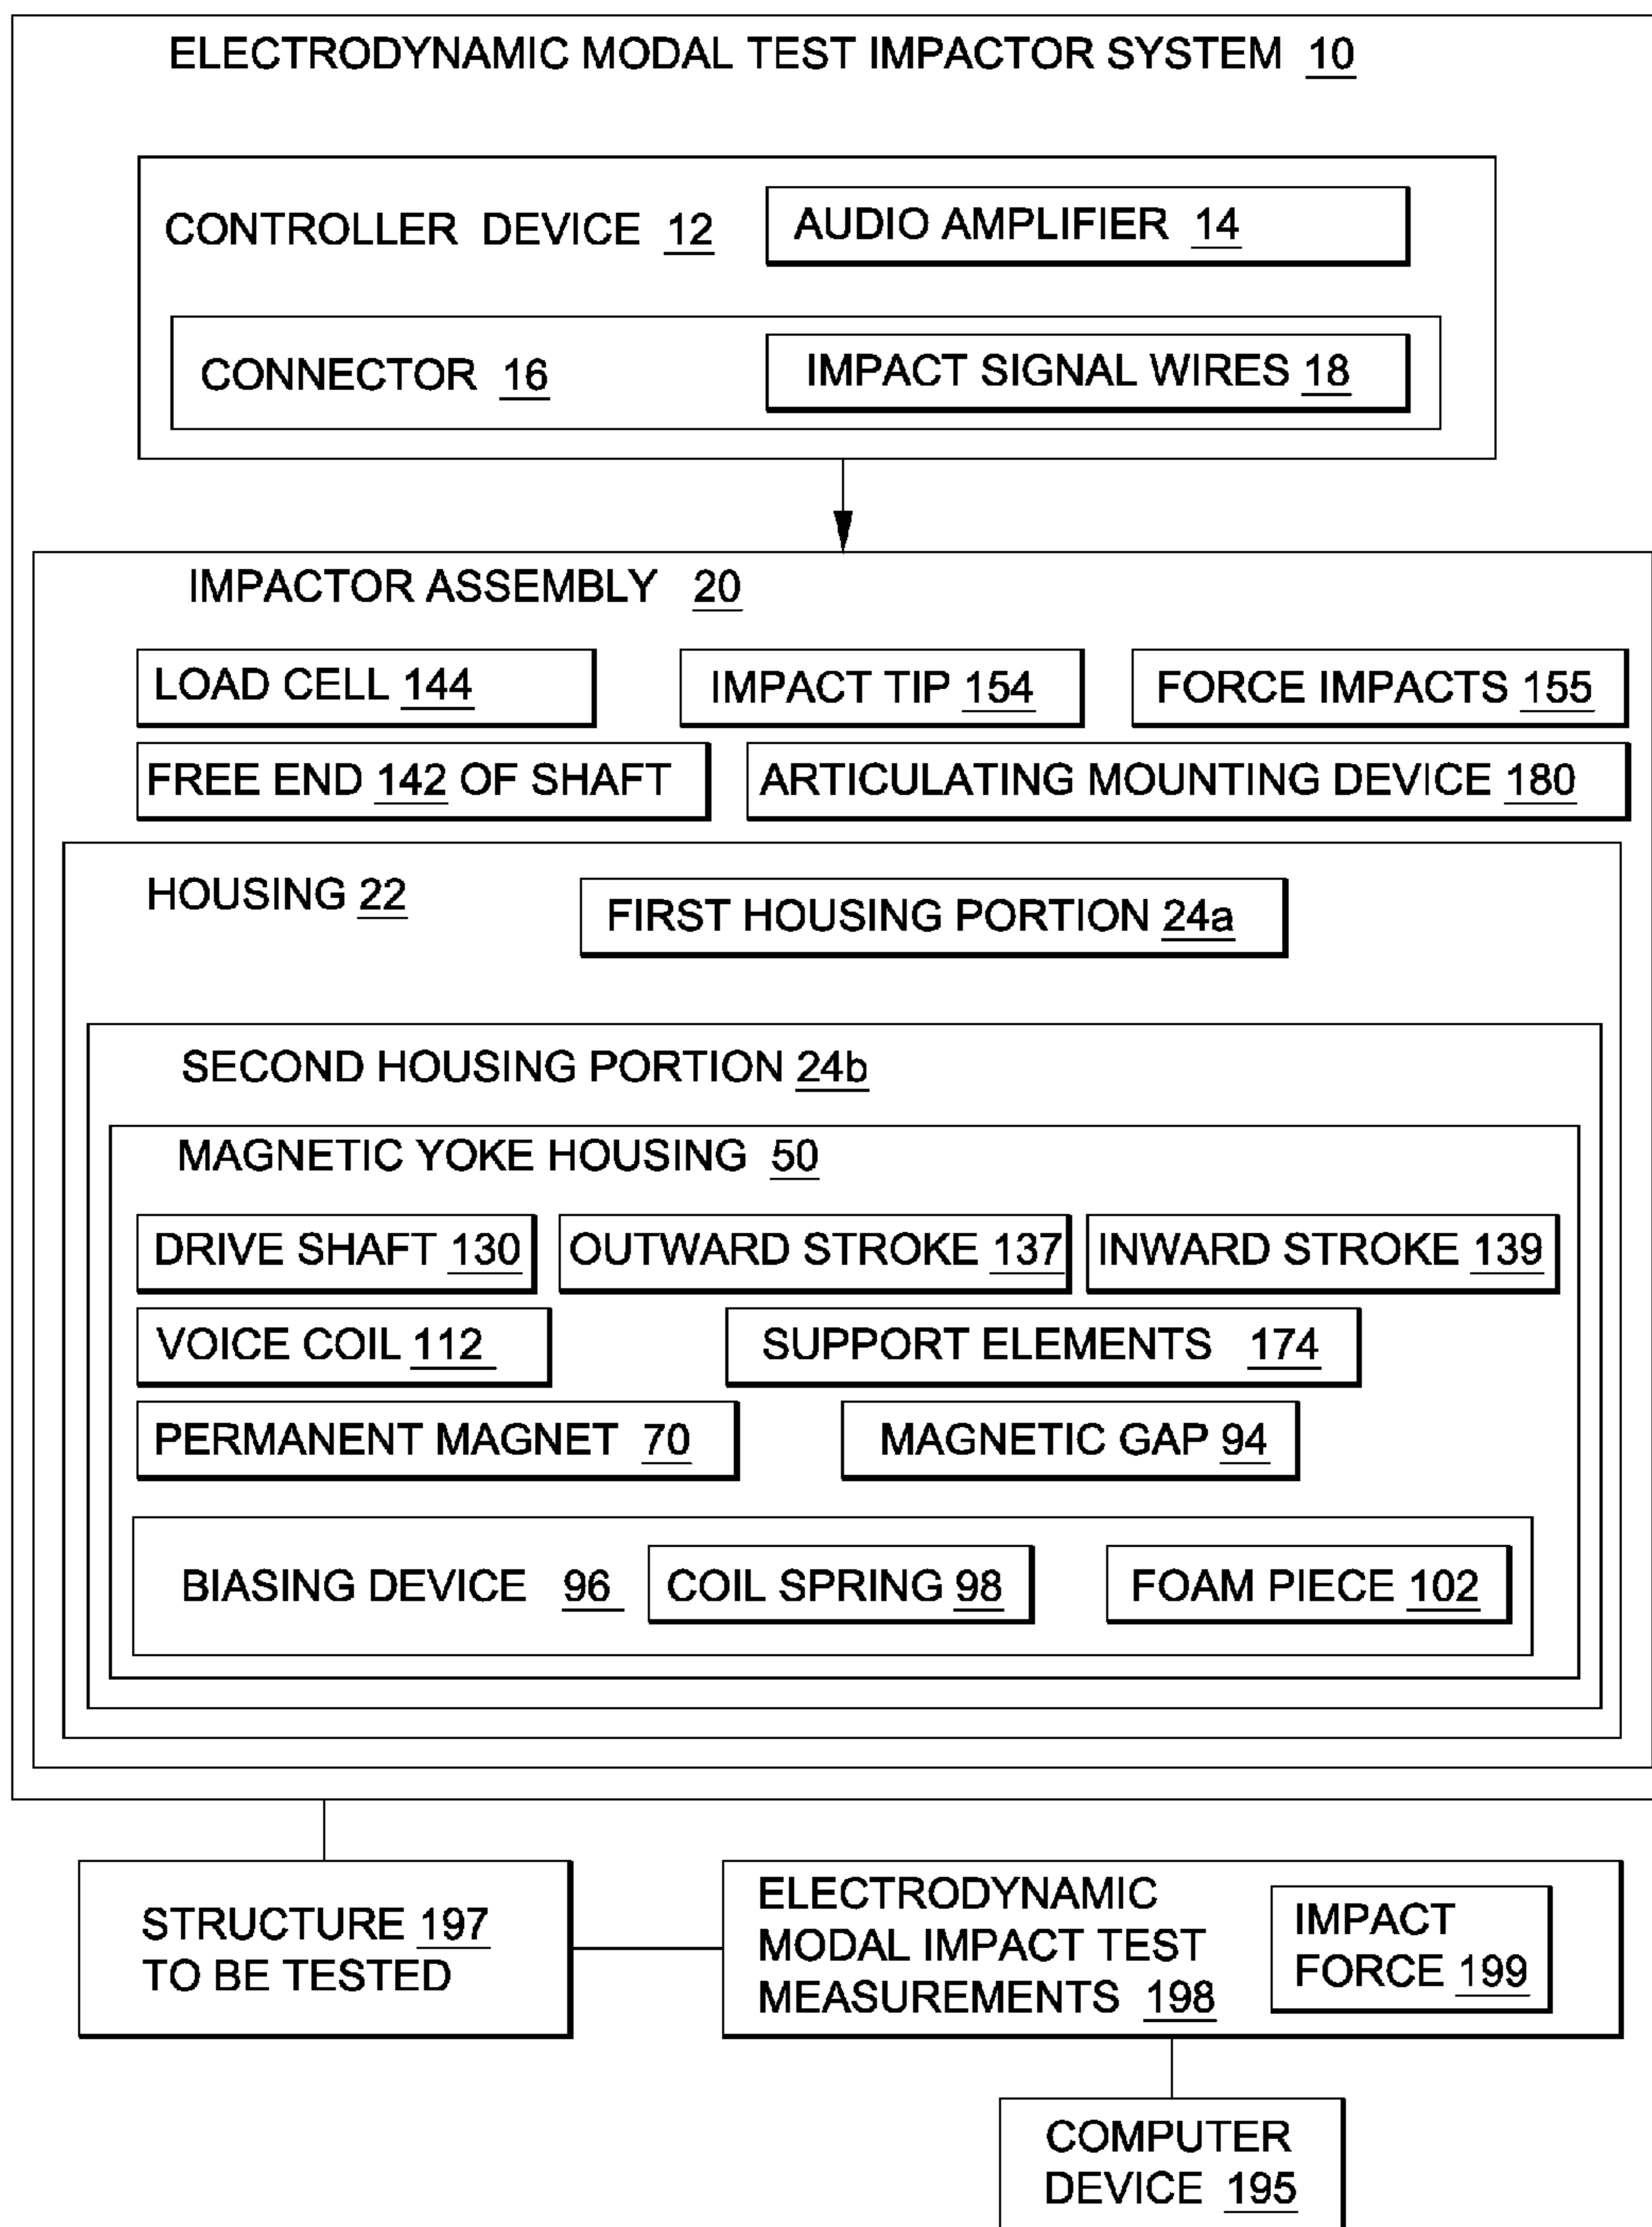 ELECTRODYNAMIC MODAL TEST IMPACTOR SYSTEM 10
CONTROLLER DEVICE 12
AUDIO AMPLIFIER 14
CONNECTOR 16
IMPACT SIGNAL WIRES 18
IMPACTOR ASSEMBLY 20
LOAD CELL 144
IMPACT TIP 154
FORCE IMPACTS 155
FREE END 142 OF SHAFT
ARTICULATING MOUNTING DEVICE 180
HOUSING 22
FIRST HOUSING PORTION 24a
SECOND HOUSING PORTION 24b
MAGNETIC YOKE HOUSING 50
DRIVE SHAFT 130
OUTWARD STROKE 137
INWARD STROKE 139
VOICE COIL 112
SUPPORT ELEMENTS 174
PERMANENT MAGNET 70
MAGNETIC GAP 94
BIASING DEVICE 96
COIL SPRING 98
FOAM PIECE 102
STRUCTURE 197
TO BE TESTED
ELECTRODYNAMIC
MODAL IMPACT TEST
MEASUREMENTS 198
IMPACT
FORCE 199
COMPUTER
DEVICE 195